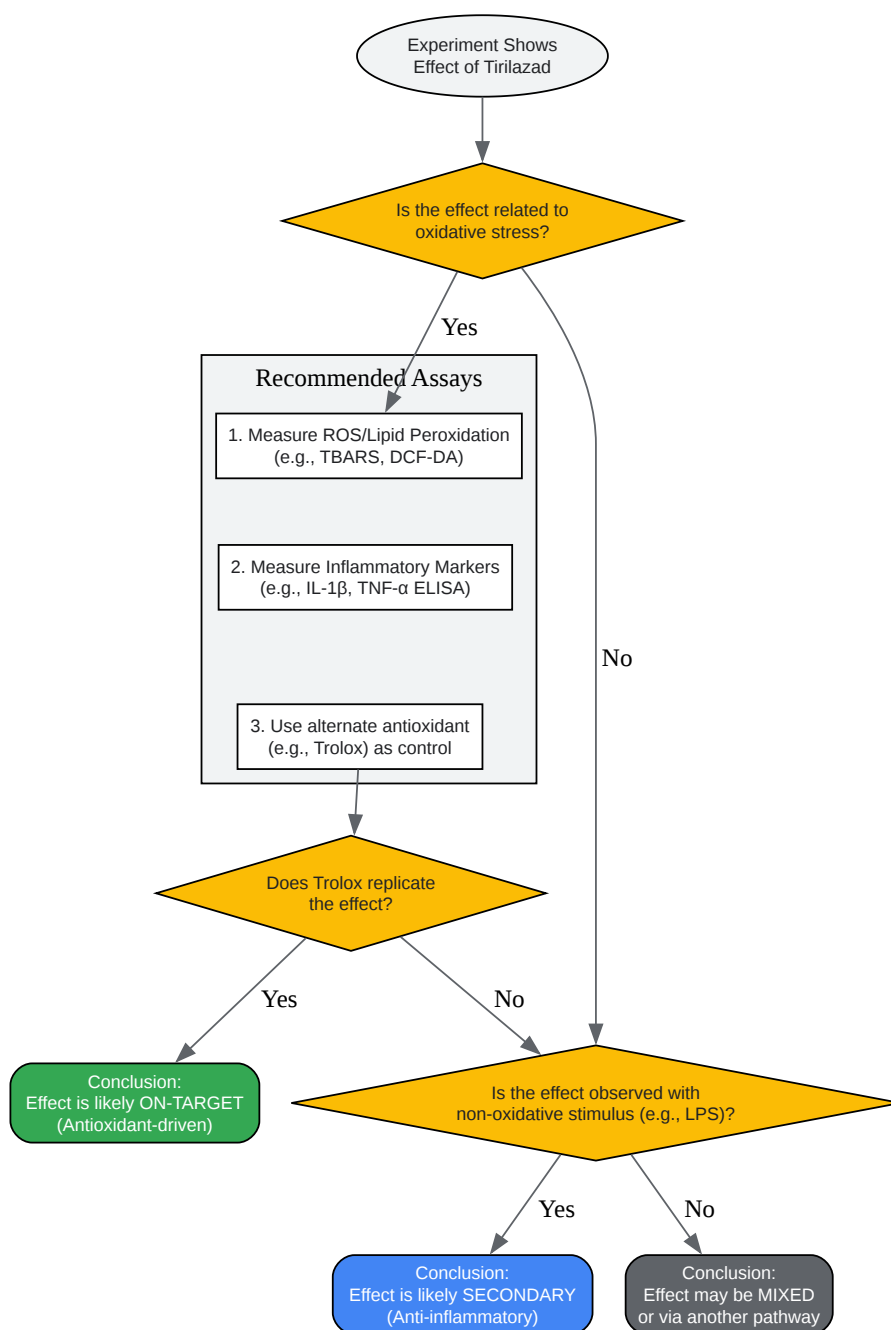 Experiment Shows
Effect of Tirilazad
Is the effect related to
oxidative stress?
Yes
Recommended Assays
1. Measure ROS/Lipid Peroxidation
(e.g., TBARS, DCF-DA)
2. Measure Inflammatory Markers
(e.g., IL-1β, TNF-α ELISA)
No
3. Use alternate antioxidant
(e.g., Trolox) as control
Does Trolox replicate
the effect?
Yes
No
Conclusion:
Effect is likely ON-TARGET
(Antioxidant-driven)
Is the effect observed with
non-oxidative stimulus (e.g., LPS)?
Yes
No
Conclusion:
Effect is likely SECONDARY
(Anti-inflammatory)
Conclusion:
Effect may be MIXED
or via another pathway